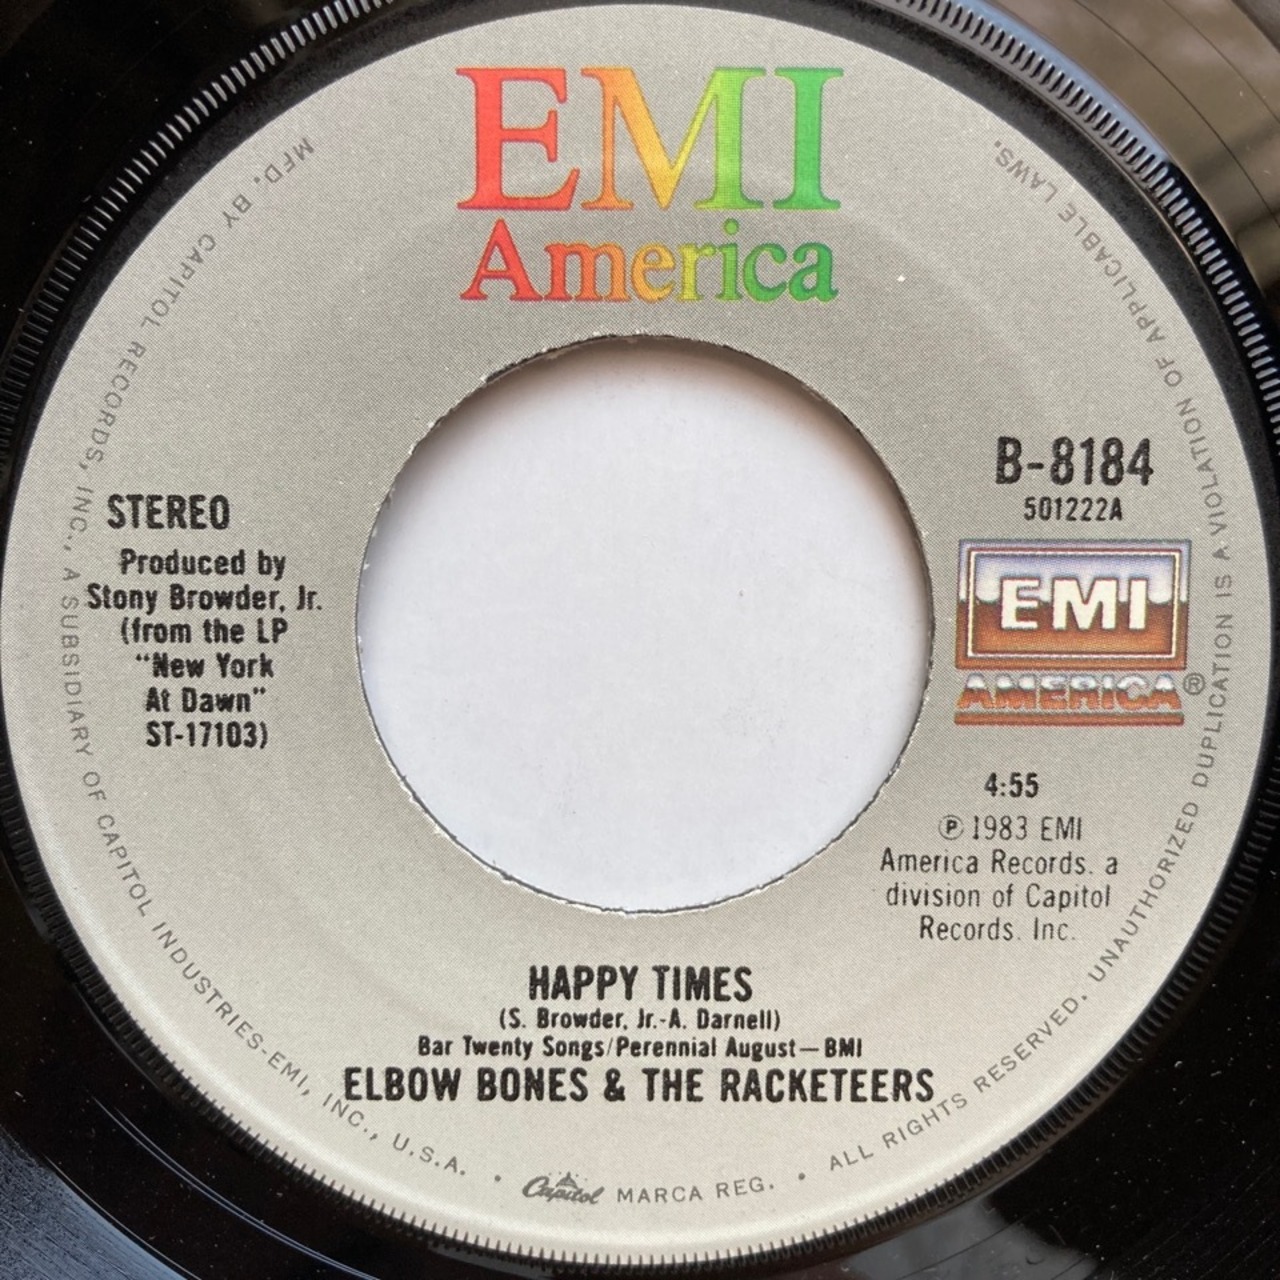 EMI
America
STEREO
Produced by
Stony Browder, Jr.
(from the LP
"New York
At Dawn"
ST-17103)
B-8184
501222A
EMI
AMERICA®
4:55
℗ 1983 EMI
America Records, a
division of Capitol
Records, Inc.
HAPPY TIMES
(S. Browder, Jr.-A. Darnell)
Bar Twenty Songs/Perennial August—BMI
ELBOW BONES & THE RACKETEERS
MFD. BY CAPITOL RECORDS, INC., A SUBSIDIARY OF CAPITOL INDUSTRIES-EMI, INC., U.S.A. • Capitol MARCA REG. • ALL RIGHTS RESERVED. UNAUTHORIZED DUPLICATION IS A VIOLATION OF APPLICABLE LAWS.